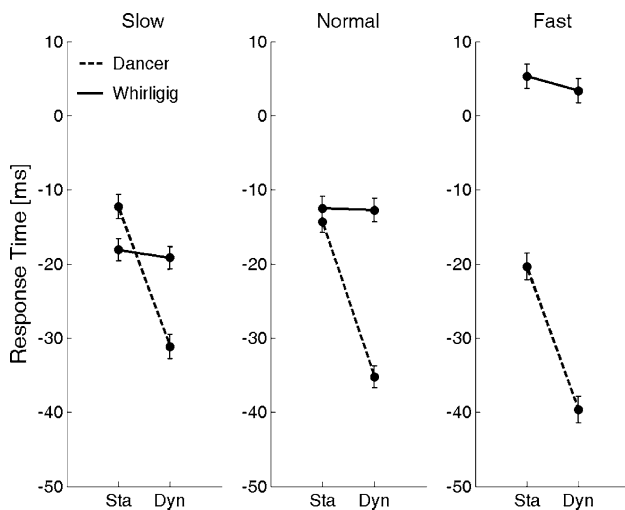 Slow Normal Fast
10 10 10
Dancer
Whirligig
0 0 0
-10 -10 -10
-20 -20 -20
-30 -30 -30
-40 -40 -40
-50 -50 -50
Response Time [ms]
Sta Dyn Sta Dyn Sta Dyn